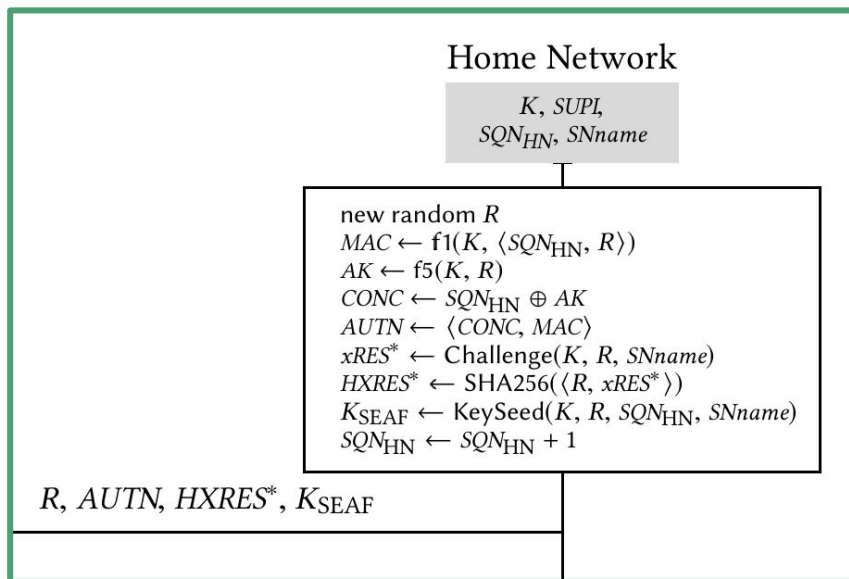 Home Network
K, SUPI,
SQN_HN, SNname
new random R
MAC ← f1(K, ⟨SQN_HN, R⟩)
AK ← f5(K, R)
CONC ← SQN_HN ⊕ AK
AUTN ← ⟨CONC, MAC⟩
xRES* ← Challenge(K, R, SNname)
HXRES* ← SHA256(⟨R, xRES*⟩)
K_SEAF ← KeySeed(K, R, SQN_HN, SNname)
SQN_HN ← SQN_HN + 1
R, AUTN, HXRES*, K_SEAF